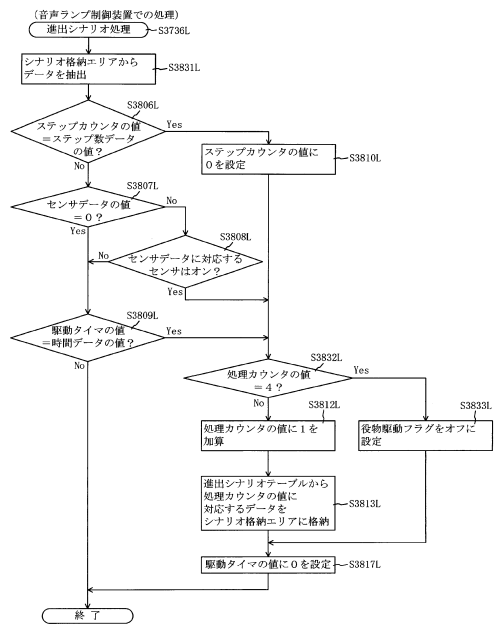 (音声ランプ制御装置での処理)
進出シナリオ処理
S3736L
シナリオ格納エリアから
データを抽出
S3831L
S3806L
ステップカウンタの値
＝ステップ数データ
の値？
Yes
No
ステップカウンタの値に
０を設定
S3810L
S3807L
センサデータの値
＝０？
No
Yes
S3808L
センサデータに対応する
センサはオン？
No
Yes
S3809L
駆動タイマの値
＝時間データの値？
Yes
No
S3832L
処理カウンタの値
＝４？
Yes
No
S3812L
処理カウンタの値に１を
加算
S3833L
役物駆動フラグをオフに
設定
進出シナリオテーブルから
処理カウンタの値に
対応するデータを
シナリオ格納エリアに格納
S3813L
駆動タイマの値に０を設定
S3817L
終 了